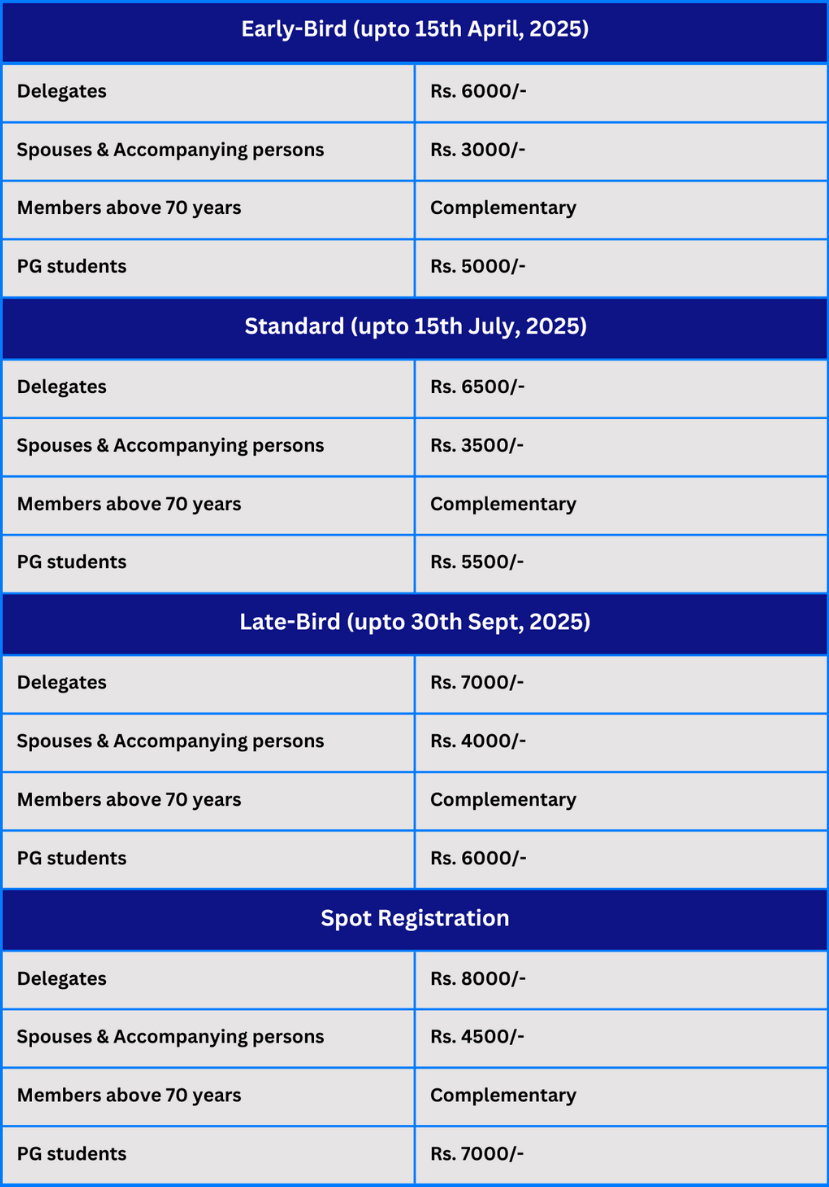 Early-Bird (upto 15th April, 2025)
Delegates Rs. 6000/-
Spouses & Accompanying persons Rs. 3000/-
Members above 70 years Complementary
PG students Rs. 5000/-
Standard (upto 15th July, 2025)
Delegates Rs. 6500/-
Spouses & Accompanying persons Rs. 3500/-
Members above 70 years Complementary
PG students Rs. 5500/-
Late-Bird (upto 30th Sept, 2025)
Delegates Rs. 7000/-
Spouses & Accompanying persons Rs. 4000/-
Members above 70 years Complementary
PG students Rs. 6000/-
Spot Registration
Delegates Rs. 8000/-
Spouses & Accompanying persons Rs. 4500/-
Members above 70 years Complementary
PG students Rs. 7000/-